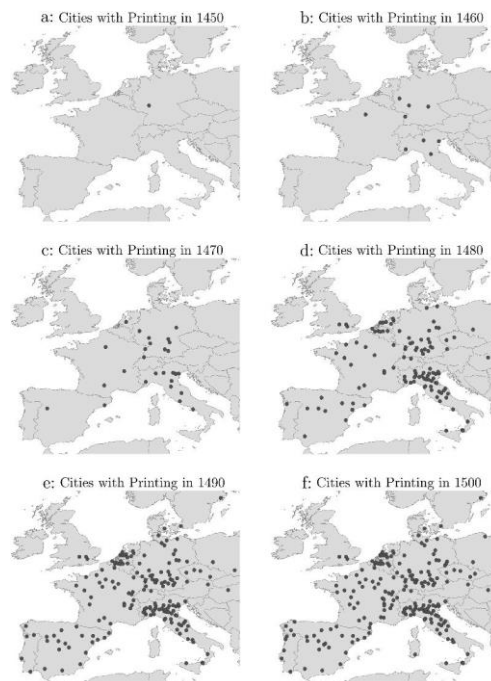 a: Cities with Printing in 1450
b: Cities with Printing in 1460
c: Cities with Printing in 1470
d: Cities with Printing in 1480
e: Cities with Printing in 1490
f: Cities with Printing in 1500